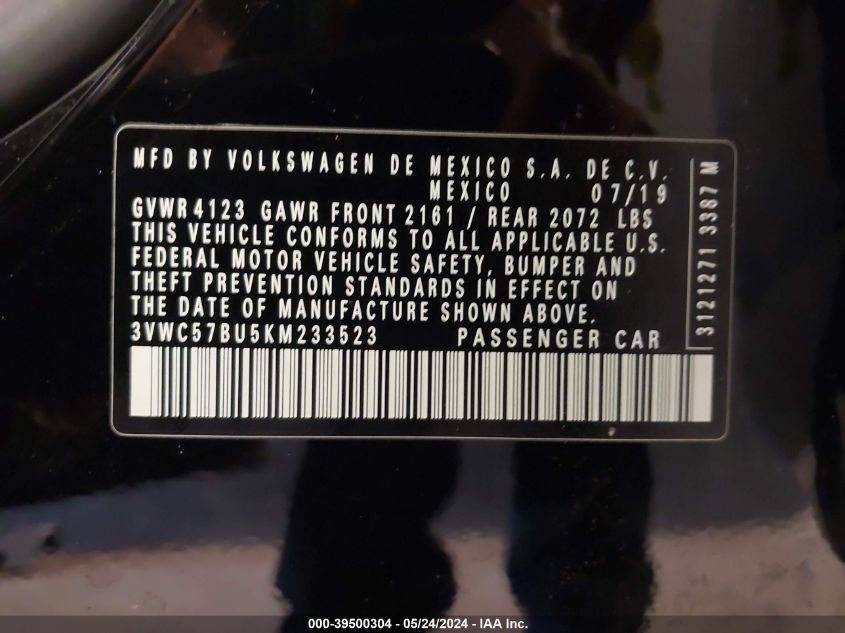 MFD BY VOLKSWAGEN DE MEXICO S.A. DE C.V.
MEXICO 07/19
GVWR 4123 GAWR FRONT 2161 / REAR 2072 LBS
THIS VEHICLE CONFORMS TO ALL APPLICABLE U.S.
FEDERAL MOTOR VEHICLE SAFETY, BUMPER AND
THEFT PREVENTION STANDARDS IN EFFECT ON
THE DATE OF MANUFACTURE SHOWN ABOVE.
3VWC57BU5KM233523 PASSENGER CAR
3121271 3387 M
000-39500304 - 05/24/2024 - IAA Inc.